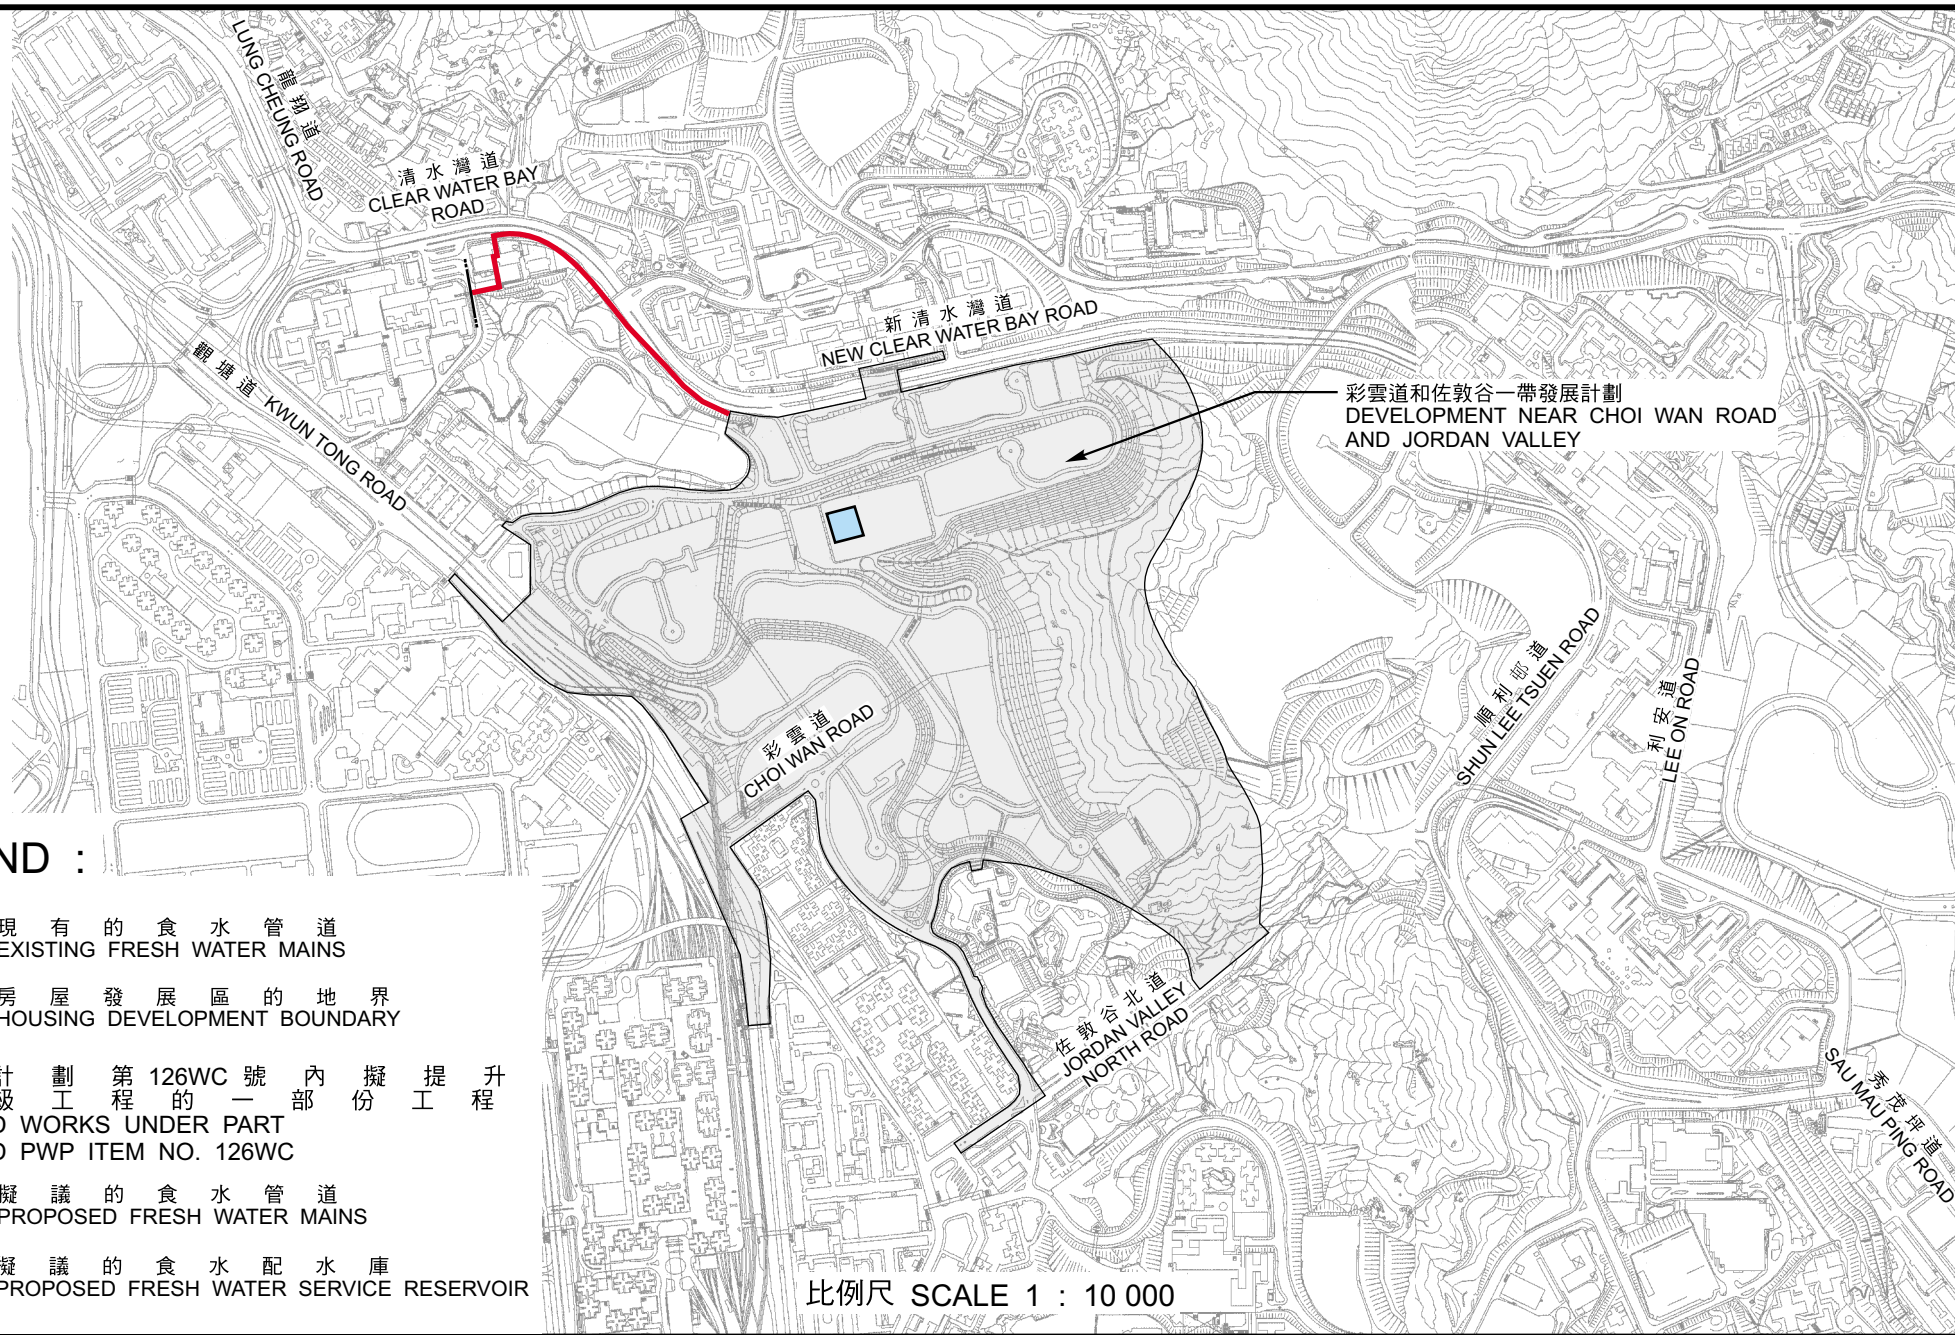 龍翔道
LUNG CHEUNG ROAD
清水灣道
CLEAR WATER BAY
ROAD
新清水灣道
NEW CLEAR WATER BAY ROAD
觀塘道 KWUN TONG ROAD
彩雲道和佐敦谷一帶發展計劃
DEVELOPMENT NEAR CHOI WAN ROAD
AND JORDAN VALLEY
順利邨道
SHUN LEE TSUEN ROAD
利安道
LEE ON ROAD
彩雲道
CHOI WAN ROAD
佐敦谷北道
JORDAN VALLEY
NORTH ROAD
秀茂坪道
SAU MAU PING ROAD
ND :
現有的食水管道
EXISTING FRESH WATER MAINS
房屋發展區的地界
HOUSING DEVELOPMENT BOUNDARY
計劃第126WC號內擬提升
級工程的一部份工程
D WORKS UNDER PART
D PWP ITEM NO. 126WC
擬議的食水管道
PROPOSED FRESH WATER MAINS
擬議的食水配水庫
PROPOSED FRESH WATER SERVICE RESERVOIR
比例尺 SCALE 1 : 10 000